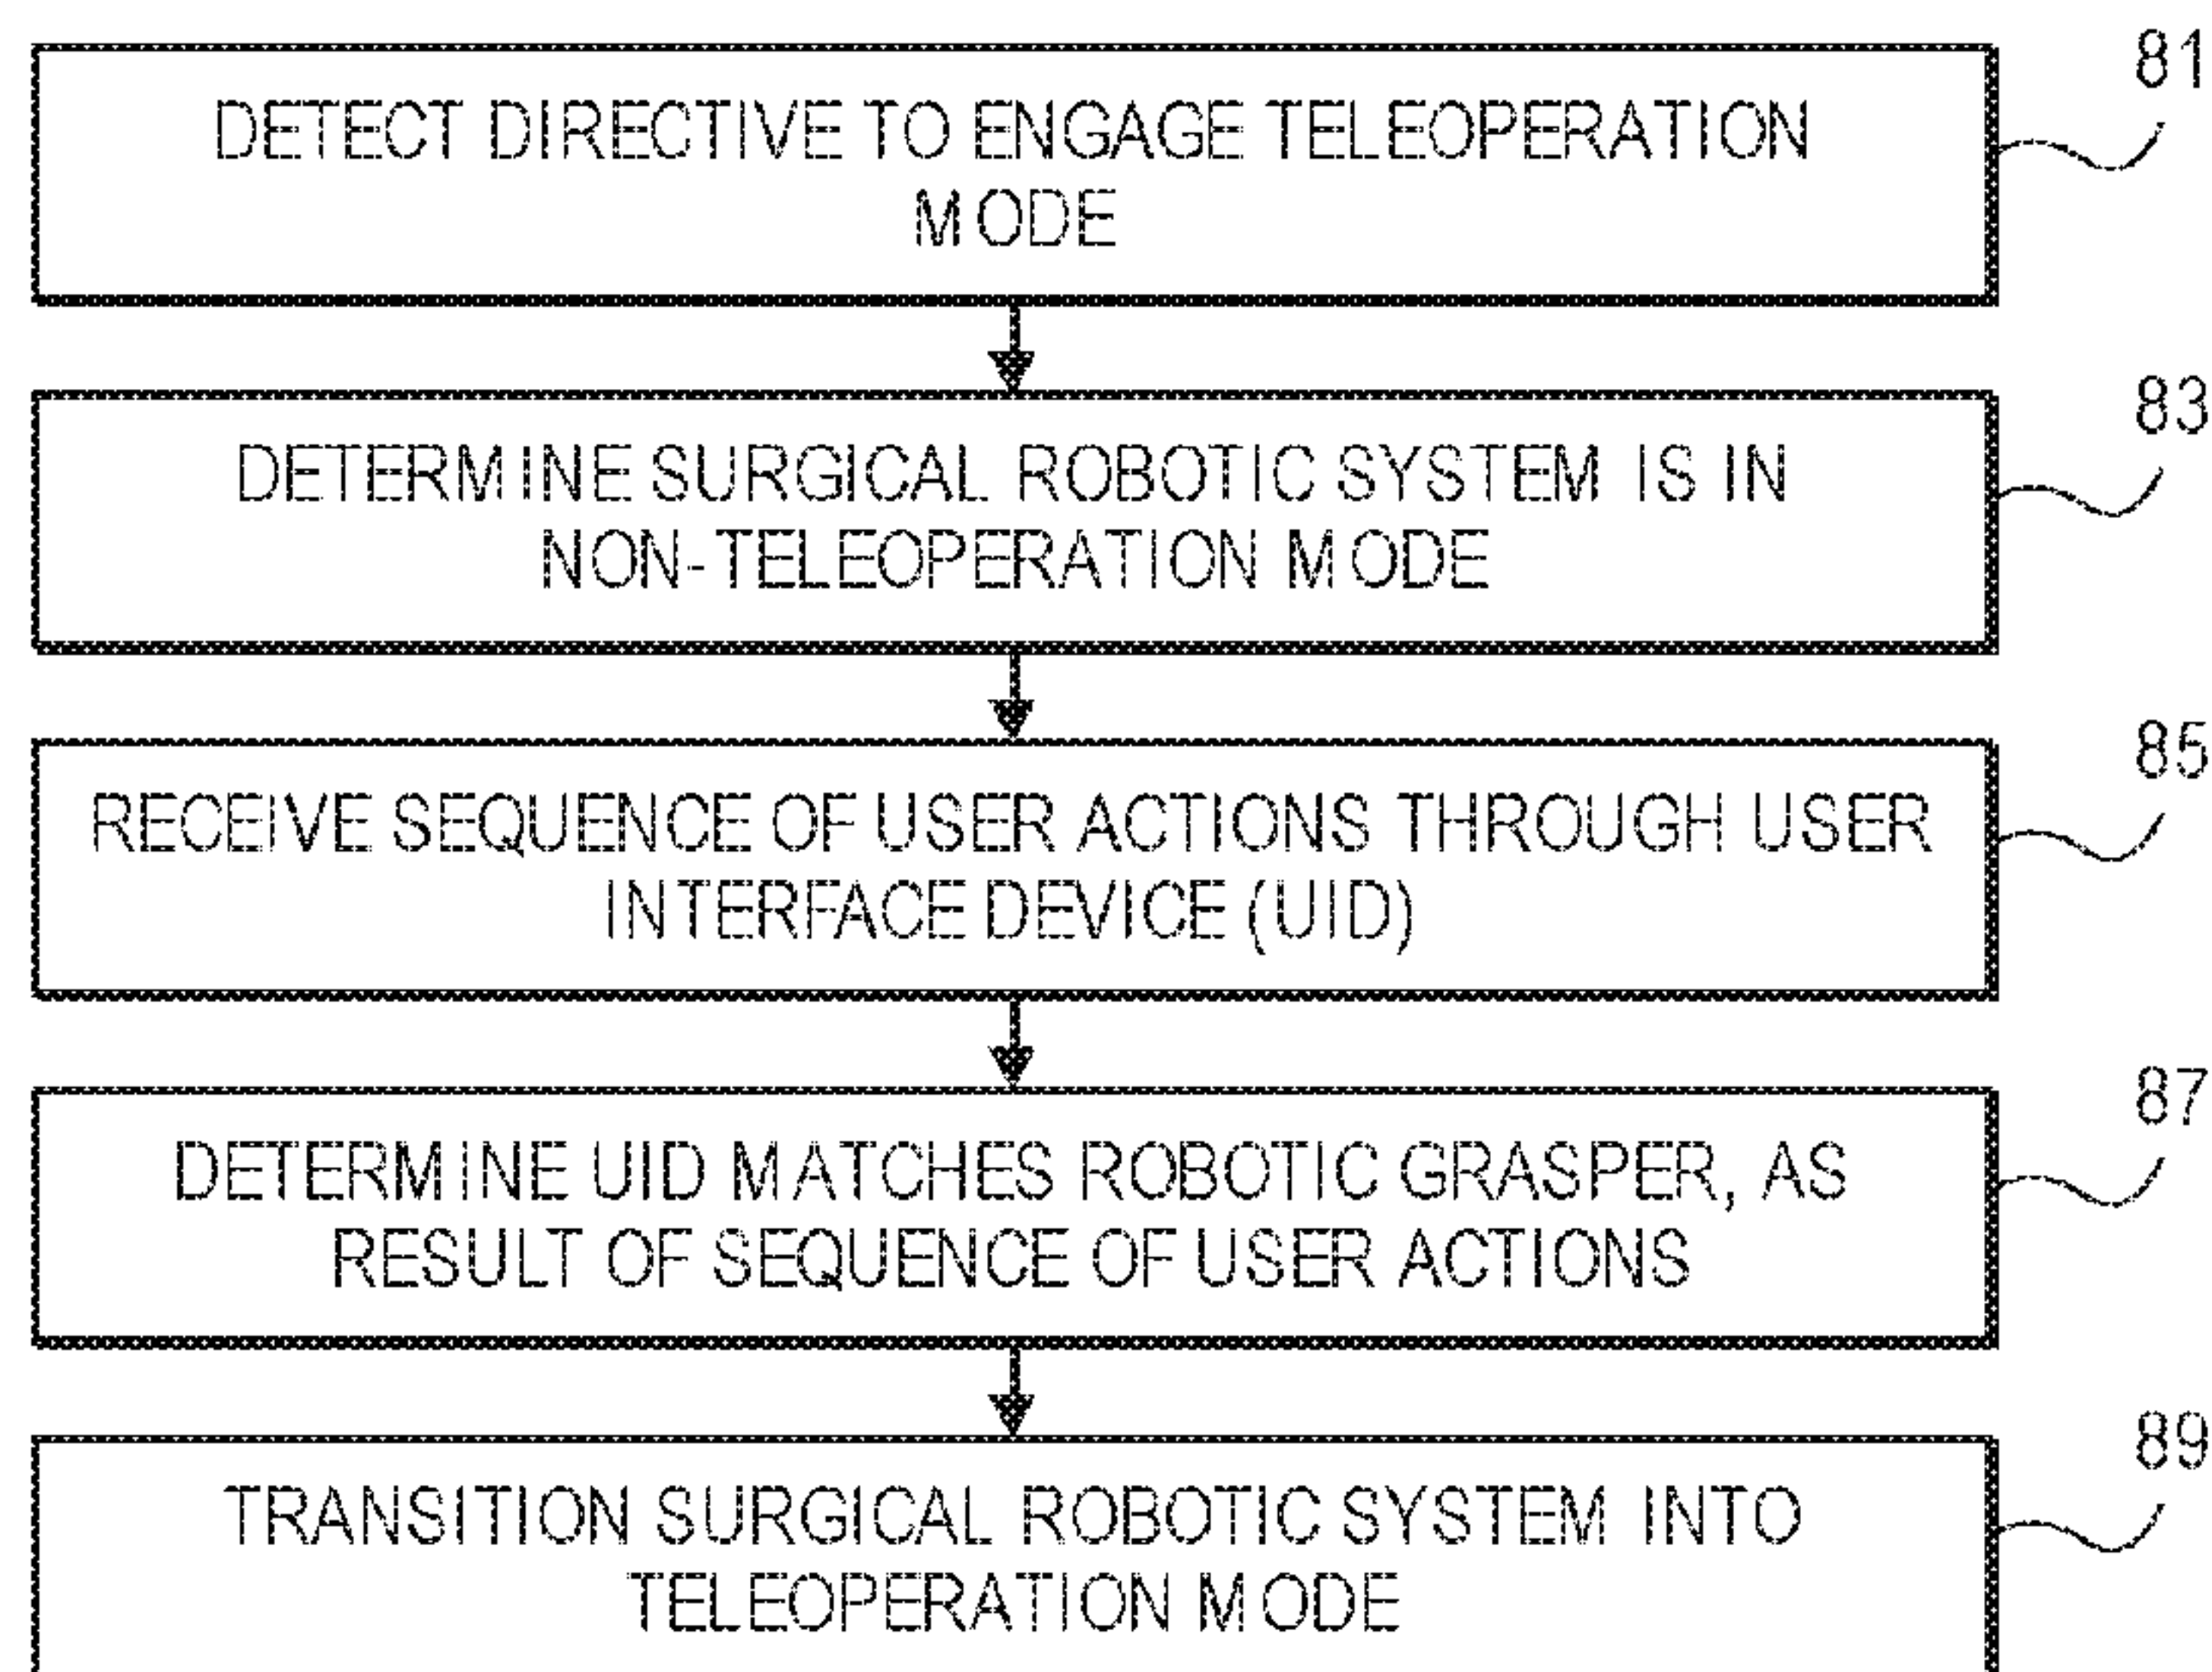 81
DETECT DIRECTIVE TO ENGAGE TELEOPERATION
MODE
83
DETERMINE SURGICAL ROBOTIC SYSTEM IS IN
NON-TELEOPERATION MODE
85
RECEIVE SEQUENCE OF USER ACTIONS THROUGH USER
INTERFACE DEVICE (UID)
87
DETERMINE UID MATCHES ROBOTIC GRASPER, AS
RESULT OF SEQUENCE OF USER ACTIONS
89
TRANSITION SURGICAL ROBOTIC SYSTEM INTO
TELEOPERATION MODE